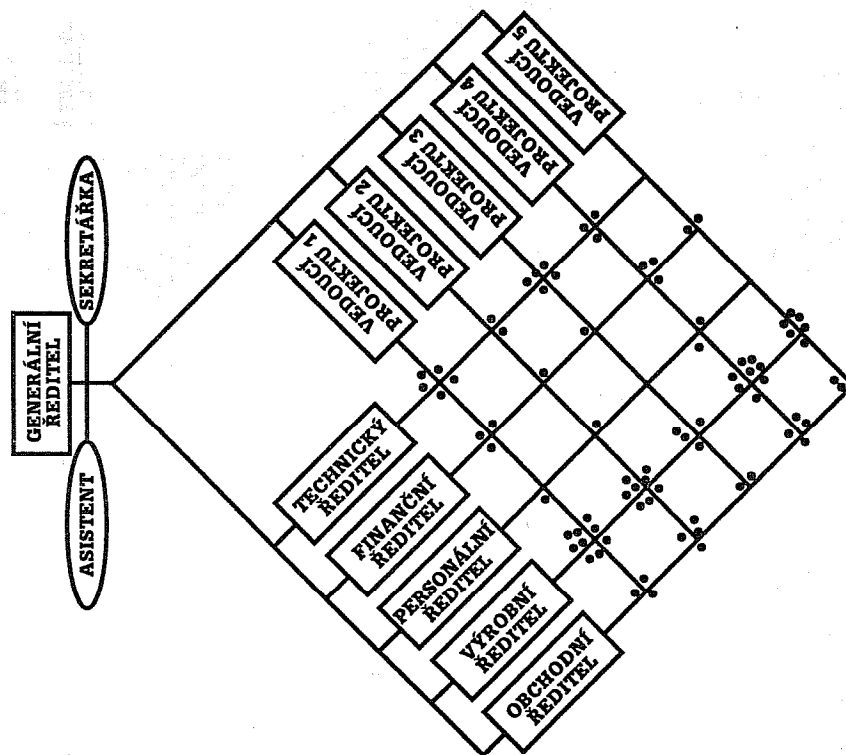 GENERÁLNÍ
ŘEDITEL
ASISTENT
SEKRETÁŘKA
TECHNICKÝ
ŘEDITEL
FINANČNÍ
ŘEDITEL
PERSONÁLNÍ
ŘEDITEL
VÝROBNÍ
ŘEDITEL
OBCHODNÍ
ŘEDITEL
VEDOUCÍ
PROJEKTU 1
VEDOUCÍ
PROJEKTU 2
VEDOUCÍ
PROJEKTU 3
VEDOUCÍ
PROJEKTU 4
VEDOUCÍ
PROJEKTU 5